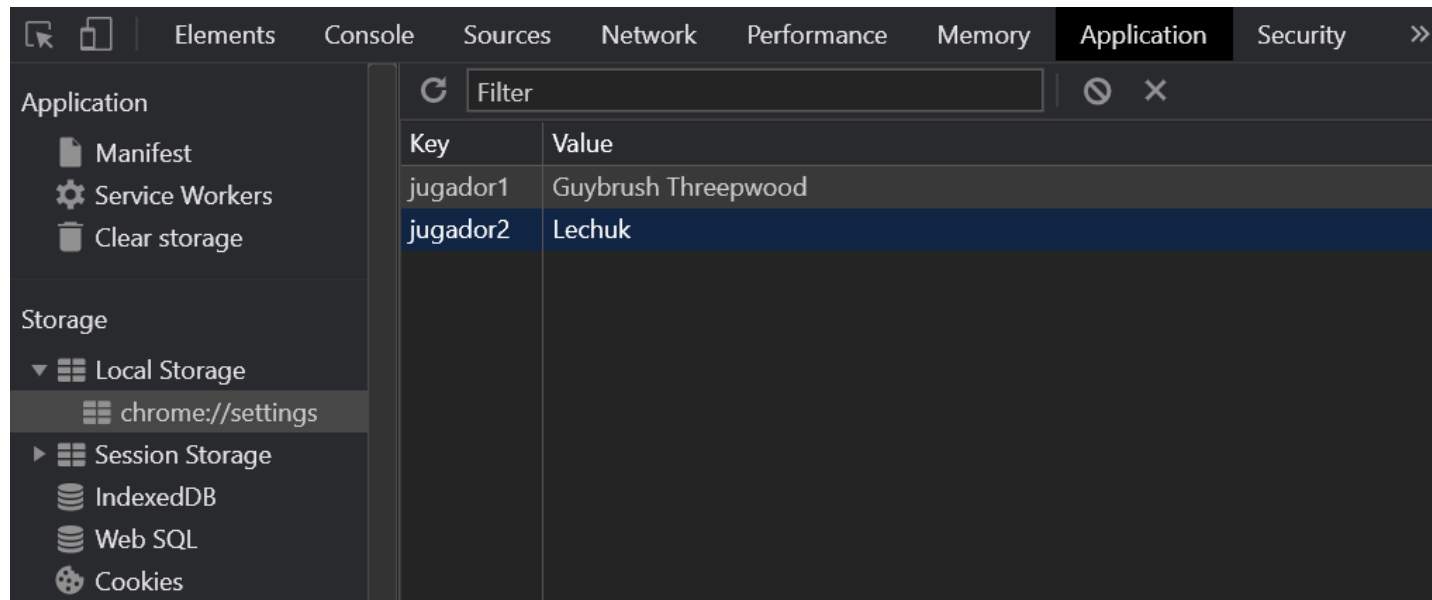 Elements Console Sources Network Performance Memory Application Security »
Application
Manifest
Service Workers
Clear storage
Storage
Local Storage
chrome://settings
Session Storage
IndexedDB
Web SQL
Cookies
Filter
Key Value
jugador1 Guybrush Threepwood
jugador2 Lechuk